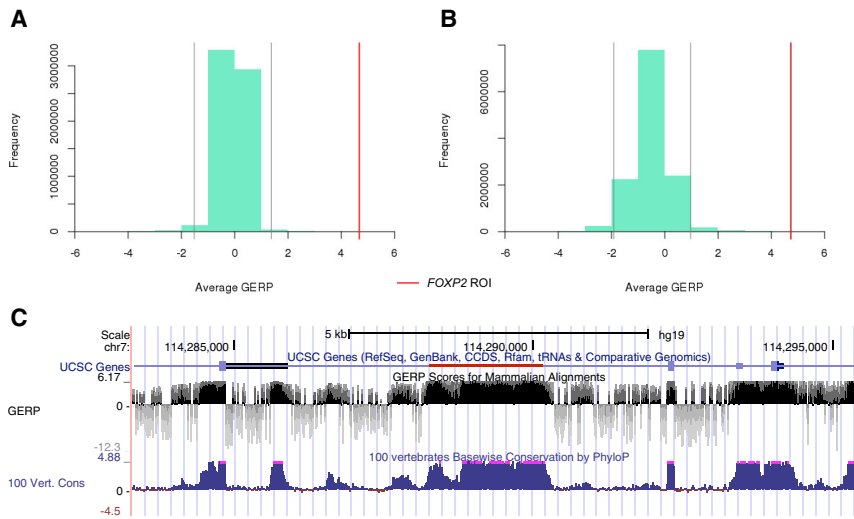 A
B
Frequency
3000000
2000000
1000000
0
-6 -4 -2 0 2 4 6
Average GERP
Frequency
6000000
2000000
0
-6 -4 -2 0 2 4 6
Average GERP
FOXP2 ROI
C
Scale
5 kb
hg19
chr7:
114,285,000
114,290,000
114,295,000
UCSC Genes (RefSeq, GenBank, CCDS, Rfam, tRNAs & Comparative Genomics)
UCSC Genes
6.17
GERP Scores for Mammalian Alignments
0
GERP
-12.3
4.88
100 vertebrates Basewise Conservation by PhyloP
100 Vert. Cons
0
-4.5